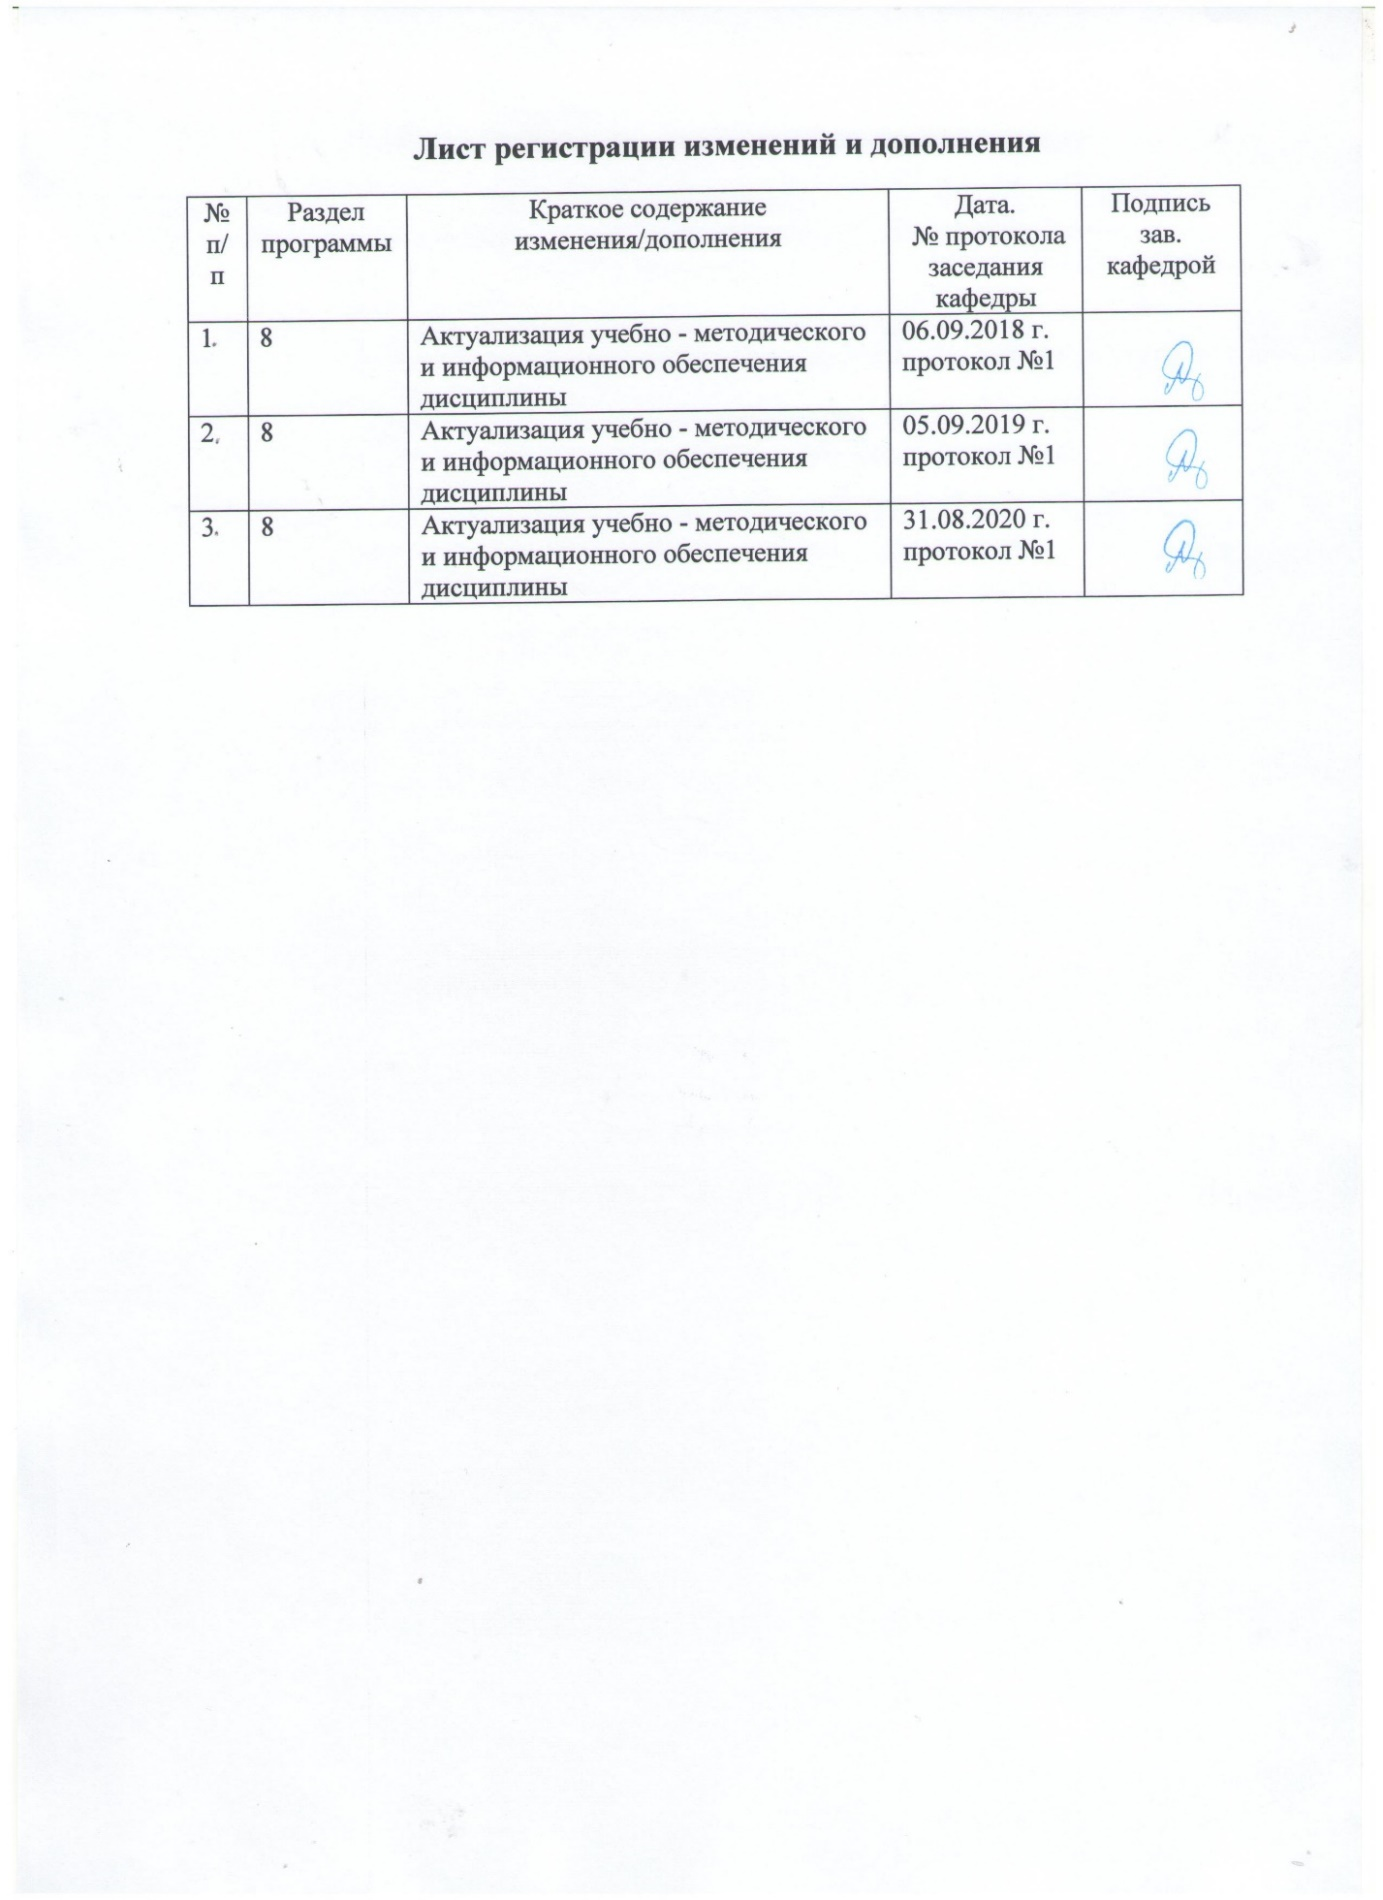 Лист регистрации изменений и дополнения
№ п/п
Раздел программы
Краткое содержание изменения/дополнения
Дата. № протокола заседания кафедры
Подпись зав. кафедрой
1.
8
Актуализация учебно - методического
и информационного обеспечения
дисциплины
06.09.2018 г.
протокол №1
2.
8
Актуализация учебно - методического
и информационного обеспечения
дисциплины
05.09.2019 г.
протокол №1
3.
8
Актуализация учебно - методического
и информационного обеспечения
дисциплины
31.08.2020 г.
протокол №1